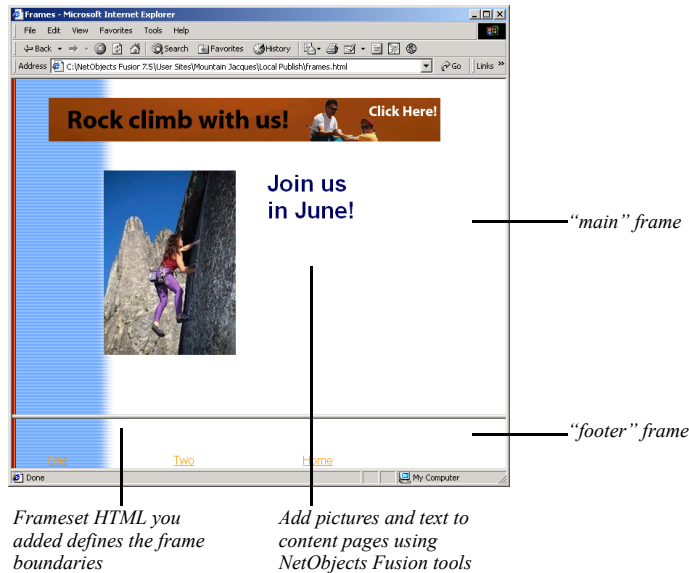 Frames - Microsoft Internet Explorer
File Edit View Favorites Tools Help
Back Search Favorites History
Address C:\NetObjects Fusion 7.5\User Sites\Mountain Jacques\Local Publish\frames.html Go Links »
Rock climb with us! Click Here!
Join us
in June!
“main” frame
“footer” frame
One Two Home
Done My Computer
Frameset HTML you
added defines the frame
boundaries
Add pictures and text to
content pages using
NetObjects Fusion tools